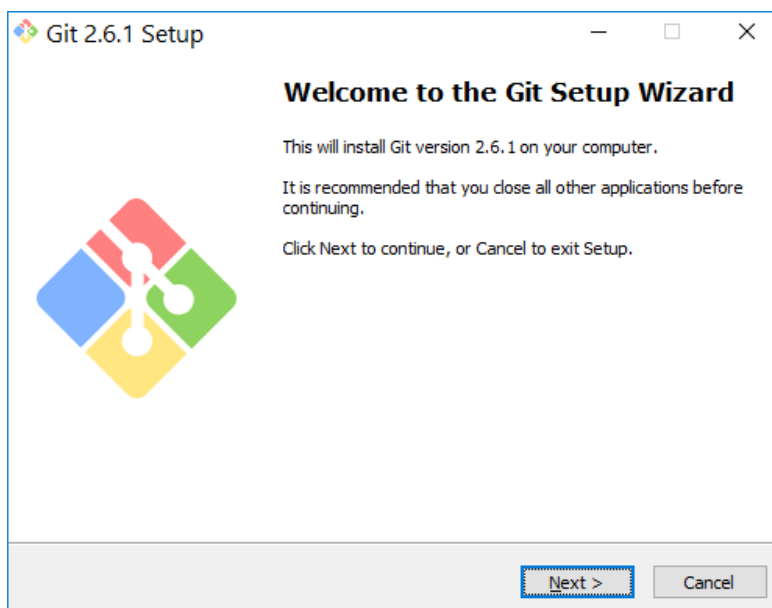 Git 2.6.1 Setup
Welcome to the Git Setup Wizard
This will install Git version 2.6.1 on your computer.
It is recommended that you close all other applications before
continuing.
Click Next to continue, or Cancel to exit Setup.
Next >
Cancel